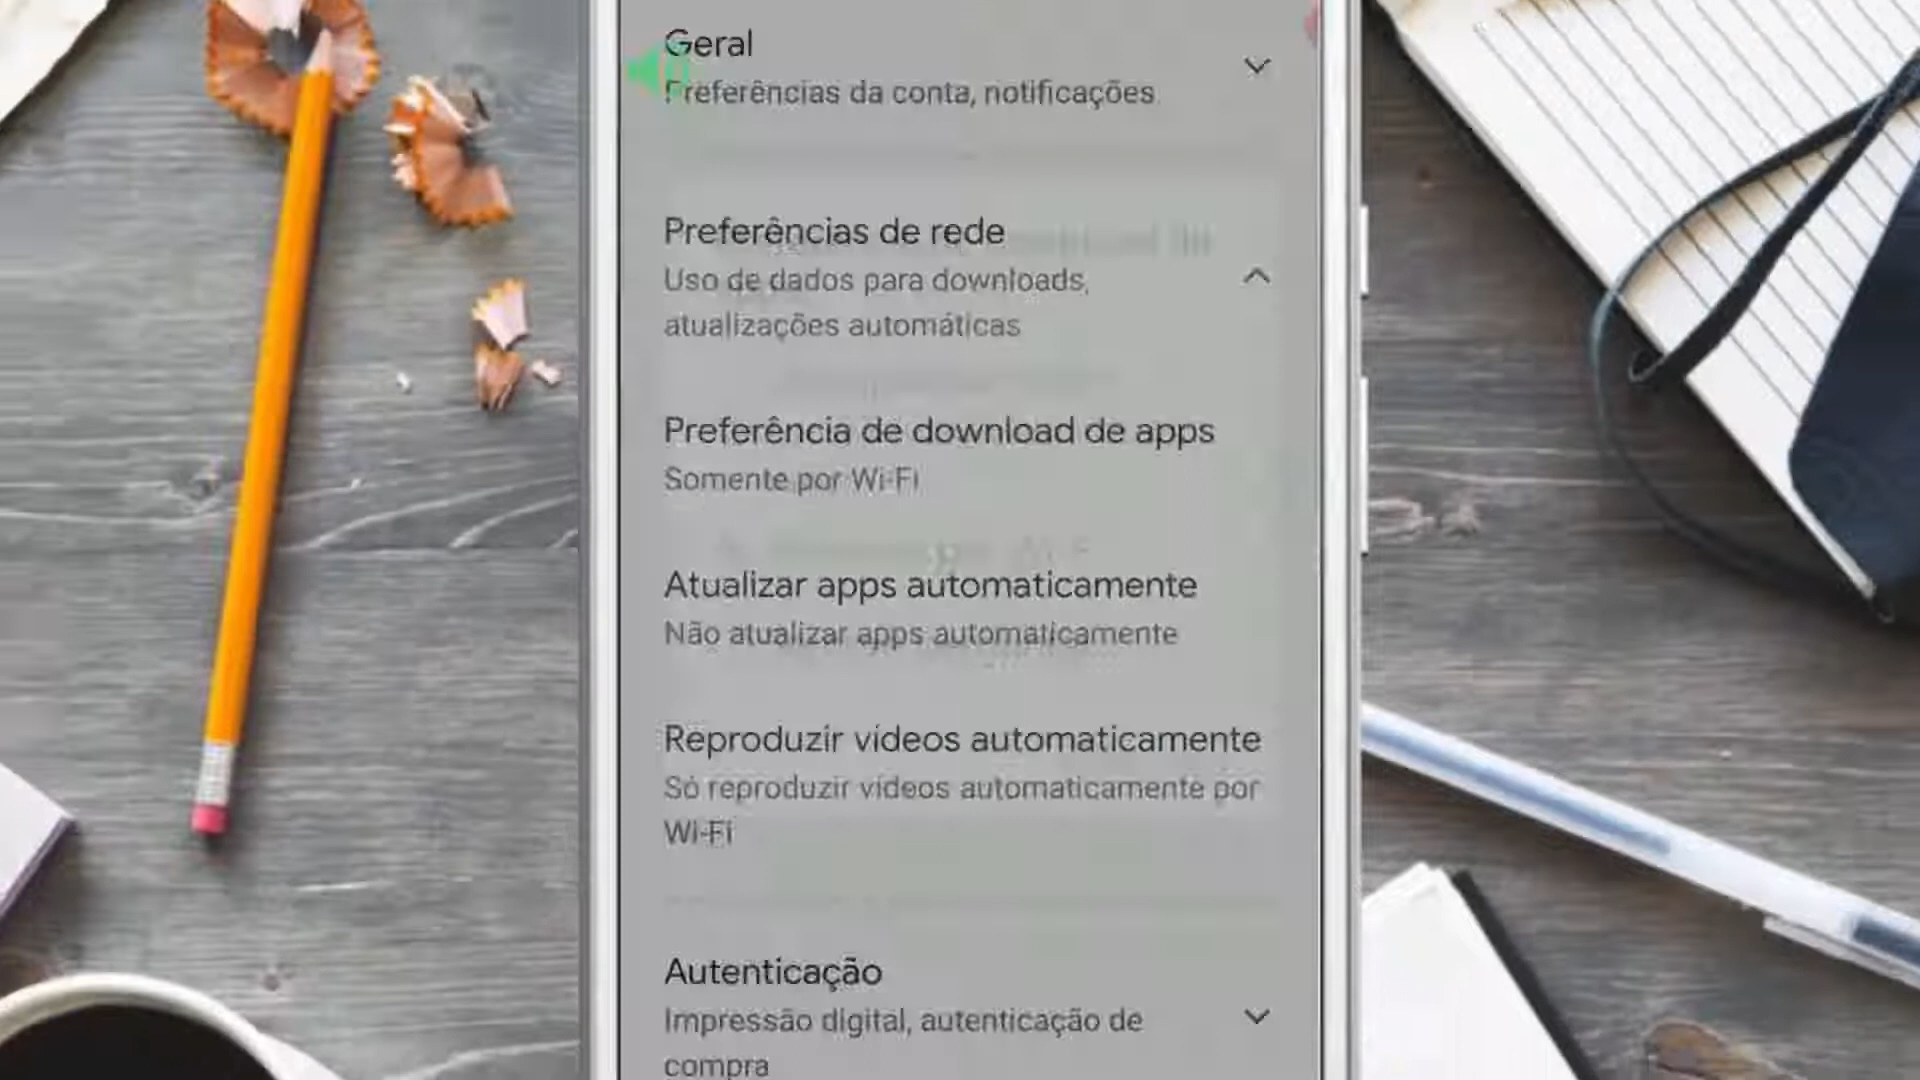 Geral
Preferências da conta, notificações
Preferências de rede
Uso de dados para downloads,
atualizações automáticas
Preferência de download de apps
Somente por Wi-Fi
Atualizar apps automaticamente
Não atualizar apps automaticamente
Reproduzir vídeos automaticamente
Só reproduzir vídeos automaticamente por
Wi-Fi
Autenticação
Impressão digital, autenticação de
compra